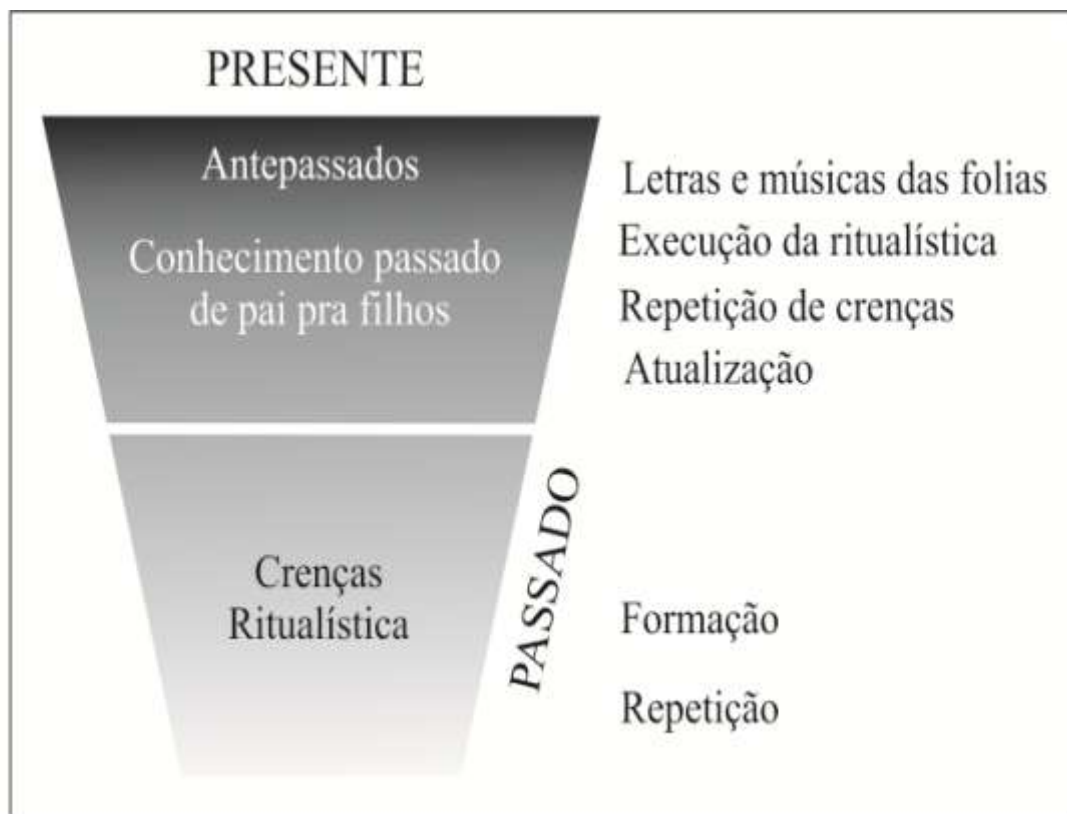 PRESENTE
Antepassados
Conhecimento passado
de pai pra filhos
Letras e músicas das folias
Execução da ritualística
Repetição de crenças
Atualização
Crenças
Ritualística
PASSADO
Formação
Repetição